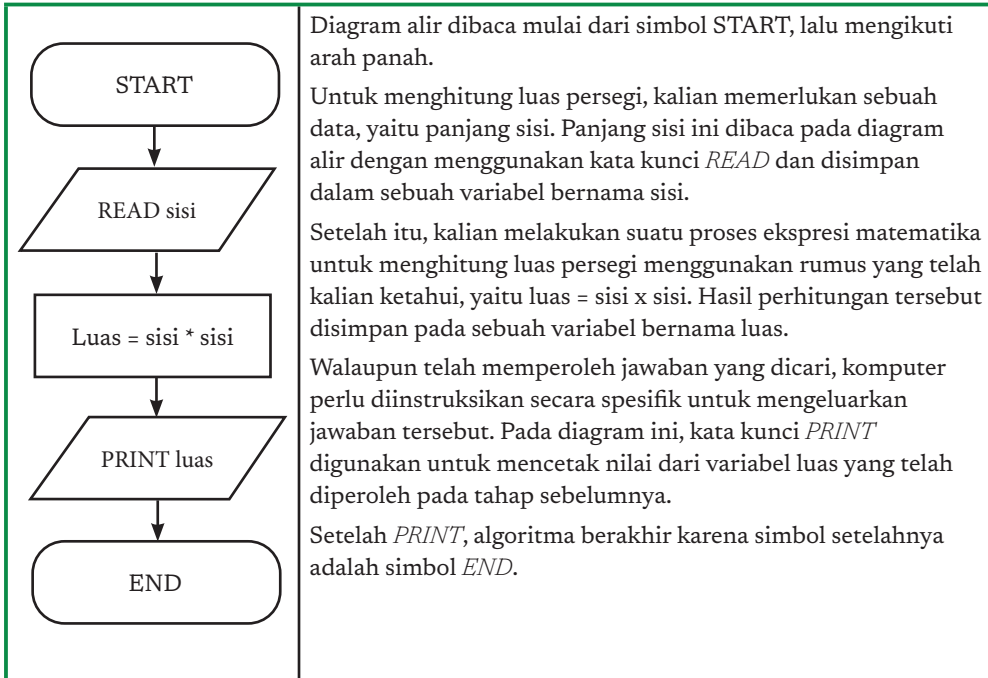 START
READ sisi
Luas = sisi * sisi
PRINT luas
END
Diagram alir dibaca mulai dari simbol START, lalu mengikuti
arah panah.
Untuk menghitung luas persegi, kalian memerlukan sebuah
data, yaitu panjang sisi. Panjang sisi ini dibaca pada diagram
alir dengan menggunakan kata kunci READ dan disimpan
dalam sebuah variabel bernama sisi.
Setelah itu, kalian melakukan suatu proses ekspresi matematika
untuk menghitung luas persegi menggunakan rumus yang telah
kalian ketahui, yaitu luas = sisi x sisi. Hasil perhitungan tersebut
disimpan pada sebuah variabel bernama luas.
Walaupun telah memperoleh jawaban yang dicari, komputer
perlu diinstruksikan secara spesifik untuk mengeluarkan
jawaban tersebut. Pada diagram ini, kata kunci PRINT
digunakan untuk mencetak nilai dari variabel luas yang telah
diperoleh pada tahap sebelumnya.
Setelah PRINT, algoritma berakhir karena simbol setelahnya
adalah simbol END.